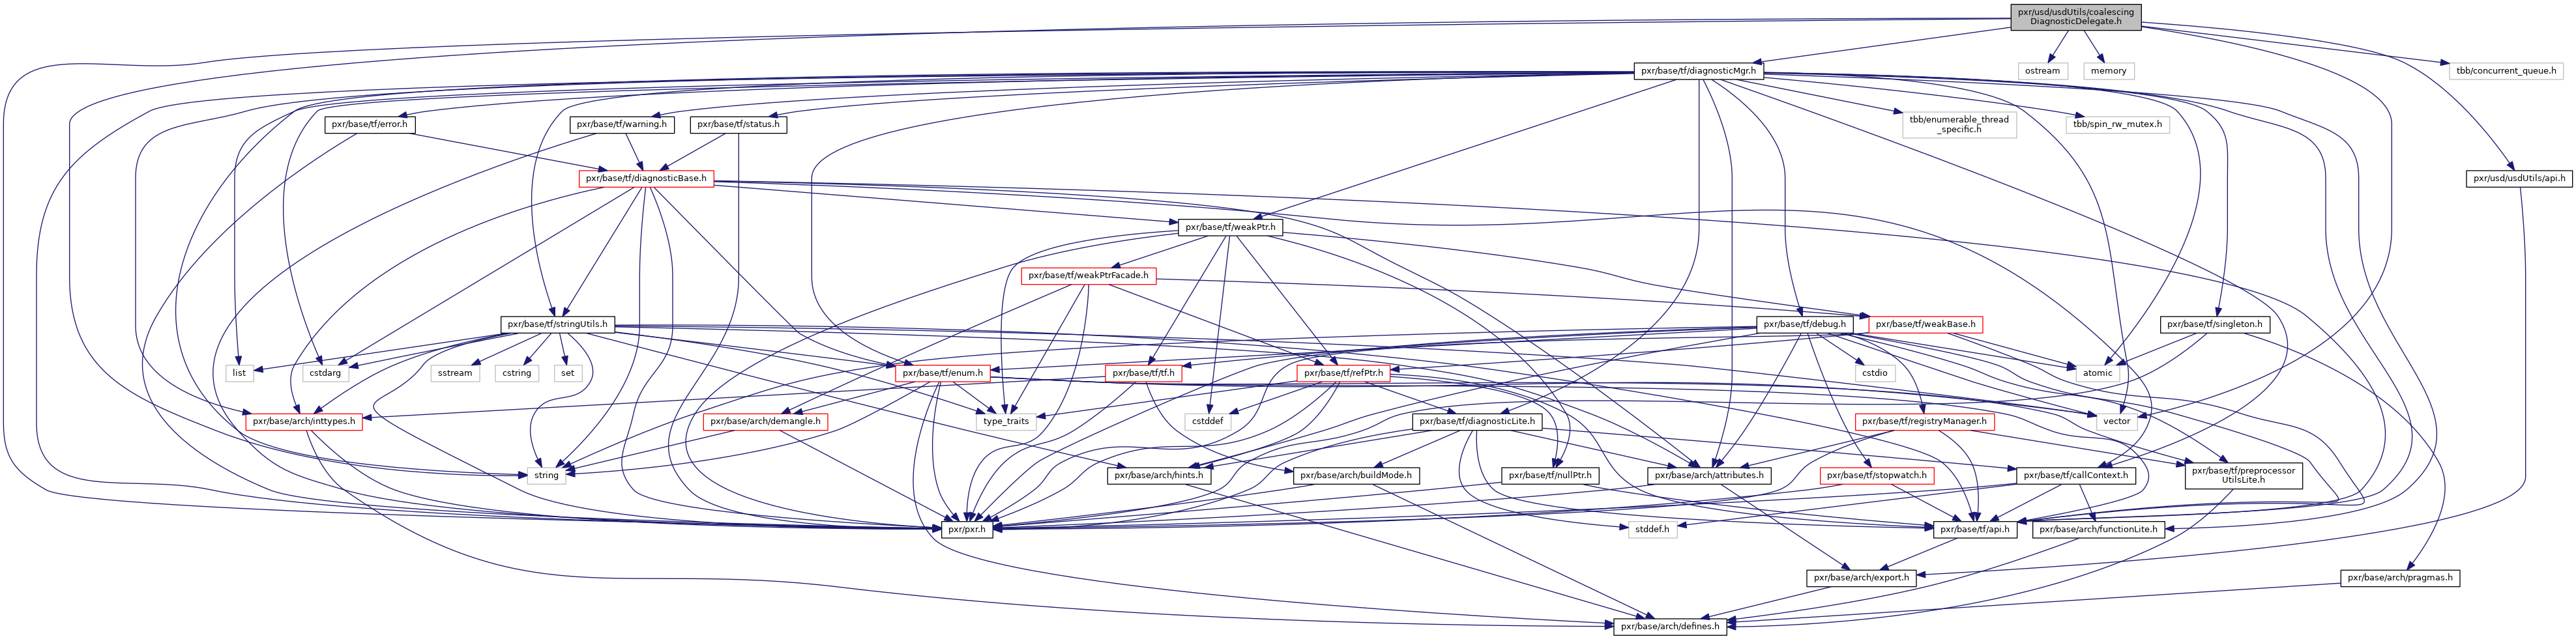 pxr/usd/usdUtils/coalescing
DiagnosticDelegate.h
pxr/base/tf/diagnosticMgr.h
ostream
memory
tbb/concurrent_queue.h
pxr/base/tf/error.h
pxr/base/tf/warning.h
pxr/base/tf/status.h
tbb/enumerable_thread
_specific.h
tbb/spin_rw_mutex.h
pxr/base/tf/diagnosticBase.h
pxr/usd/usdUtils/api.h
pxr/base/tf/weakPtr.h
pxr/base/tf/weakPtrFacade.h
pxr/base/tf/stringUtils.h
pxr/base/tf/debug.h
pxr/base/tf/weakBase.h
pxr/base/tf/singleton.h
list
cstdarg
sstream
cstring
set
pxr/base/tf/enum.h
pxr/base/tf/tf.h
pxr/base/tf/refPtr.h
cstdio
atomic
pxr/base/arch/inttypes.h
pxr/base/arch/demangle.h
type_traits
cstddef
pxr/base/tf/diagnosticLite.h
pxr/base/tf/registryManager.h
vector
string
pxr/base/arch/hints.h
pxr/base/arch/buildMode.h
pxr/base/tf/nullPtr.h
pxr/base/arch/attributes.h
pxr/base/tf/stopwatch.h
pxr/base/tf/callContext.h
pxr/base/tf/preprocessor
UtilsLite.h
pxr/pxr.h
stddef.h
pxr/base/tf/api.h
pxr/base/arch/functionLite.h
pxr/base/arch/export.h
pxr/base/arch/pragmas.h
pxr/base/arch/defines.h